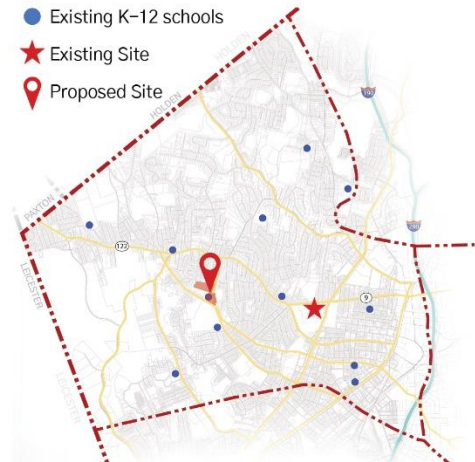 Existing K–12 schools
Existing Site
Proposed Site
HOLDEN
HOLDEN
190
PAXTON
LEICESTER
122
290
9
LEICESTER